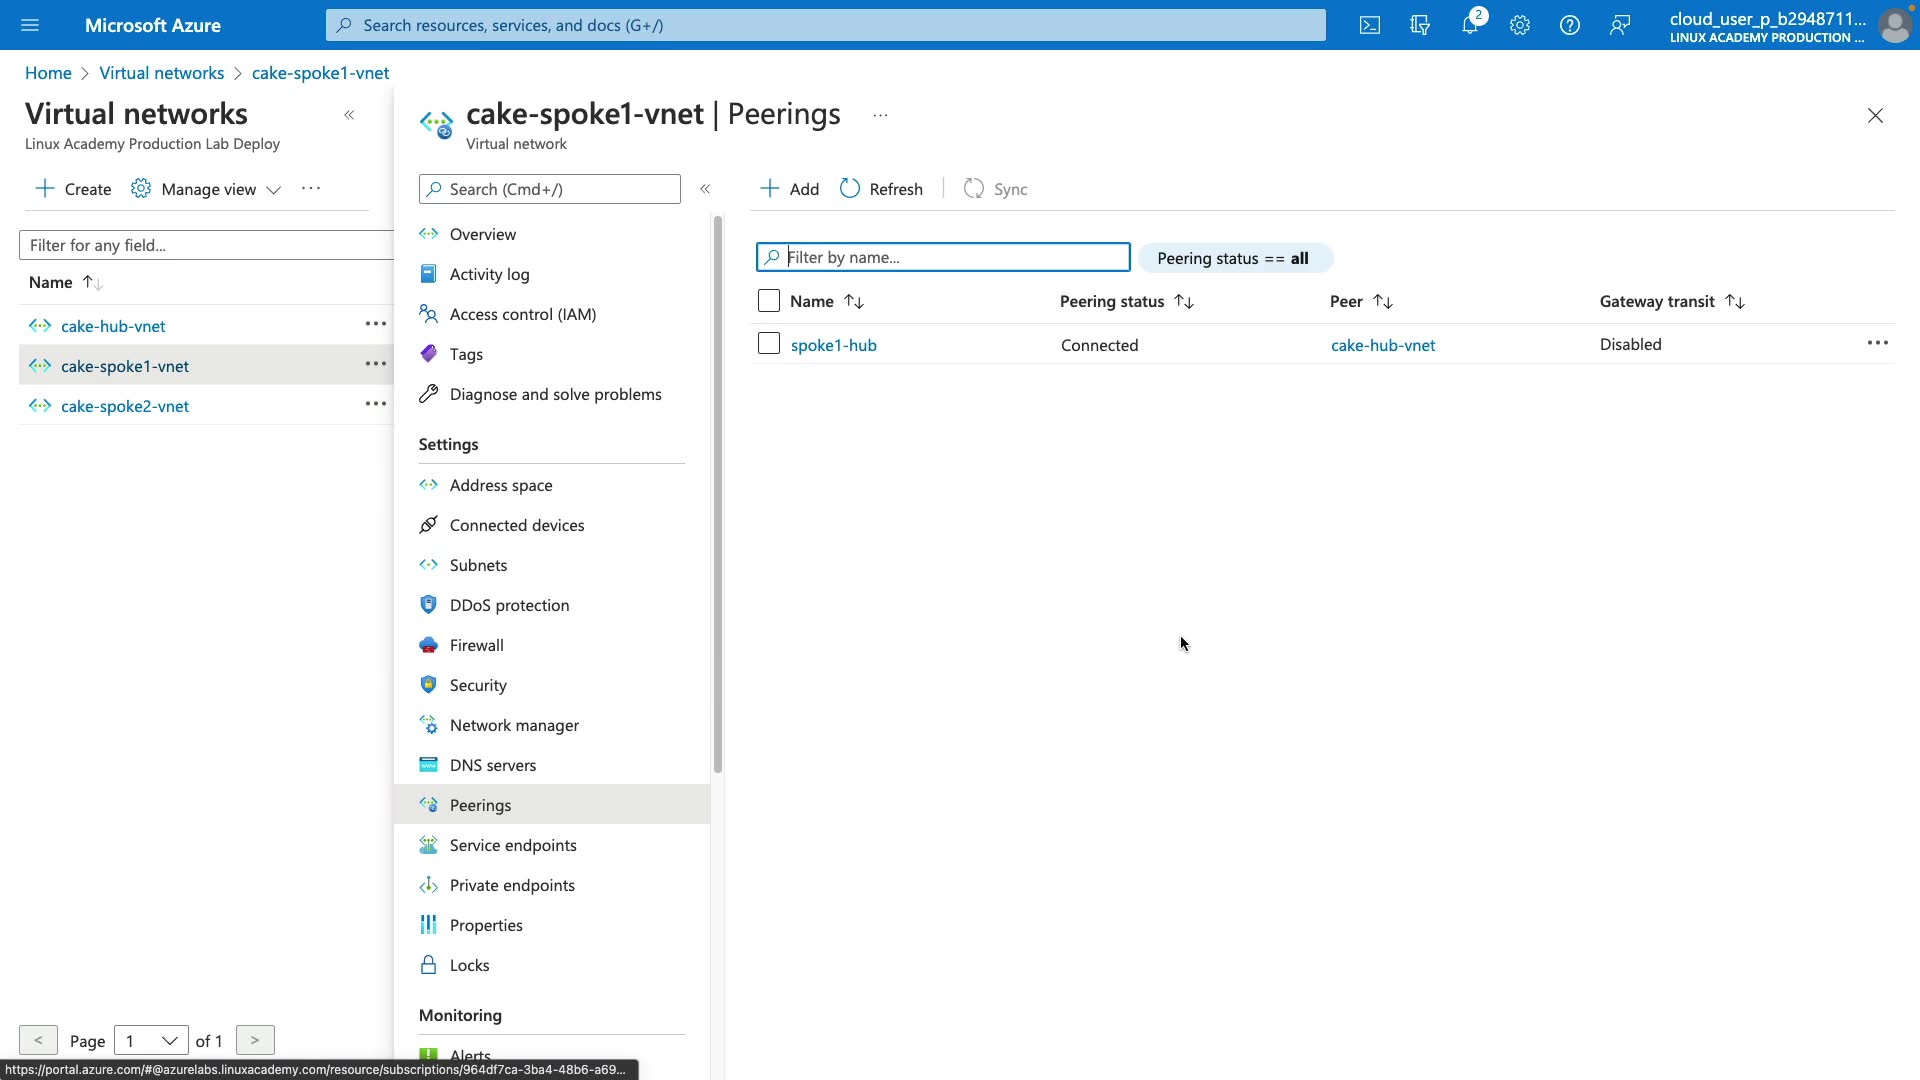 Microsoft Azure
Search resources, services, and docs (G+/)
2
cloud_user_p_b2948711...
LINUX ACADEMY PRODUCTION ...
Home > Virtual networks > cake-spoke1-vnet
Virtual networks
«
Linux Academy Production Lab Deploy
+ Create
Manage view
...
Filter for any field...
Name ↑↓
cake-hub-vnet ...
cake-spoke1-vnet ...
cake-spoke2-vnet ...
< Page 1 of 1 >
cake-spoke1-vnet | Peerings ...
Virtual network
Search (Cmd+/)
«
Overview
Activity log
Access control (IAM)
Tags
Diagnose and solve problems
Settings
Address space
Connected devices
Subnets
DDoS protection
Firewall
Security
Network manager
DNS servers
Peerings
Service endpoints
Private endpoints
Properties
Locks
Monitoring
Alerts
+ Add Refresh | Sync
Filter by name...
Peering status == all
Name ↑↓ Peering status ↑↓ Peer ↑↓ Gateway transit ↑↓
spoke1-hub Connected cake-hub-vnet Disabled ...
https://portal.azure.com/#@azurelabs.linuxacademy.com/resource/subscriptions/964df7ca-3ba4-48b6-a69...